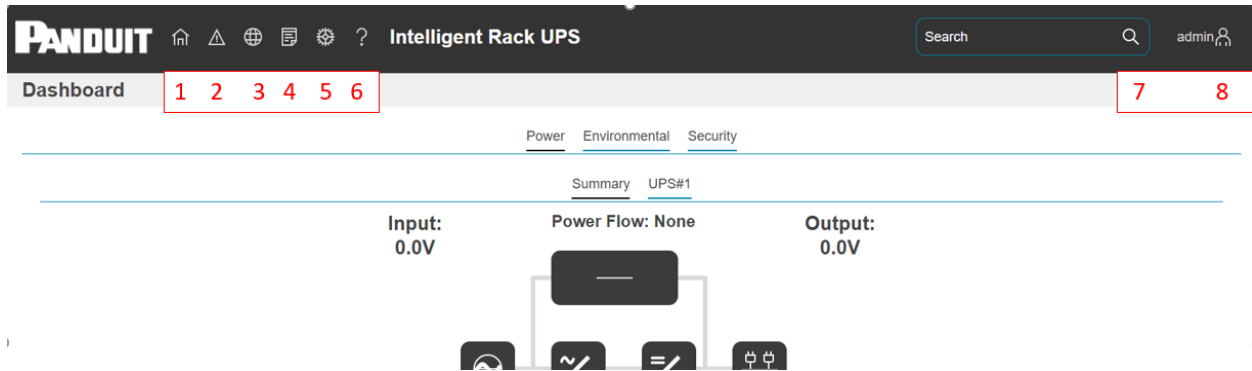 PANDUIT ? Intelligent Rack UPS Search admin
Dashboard 1 2 3 4 5 6 7 8
Power Environmental Security
Summary UPS#1
Input: Power Flow: None Output:
0.0V 0.0V